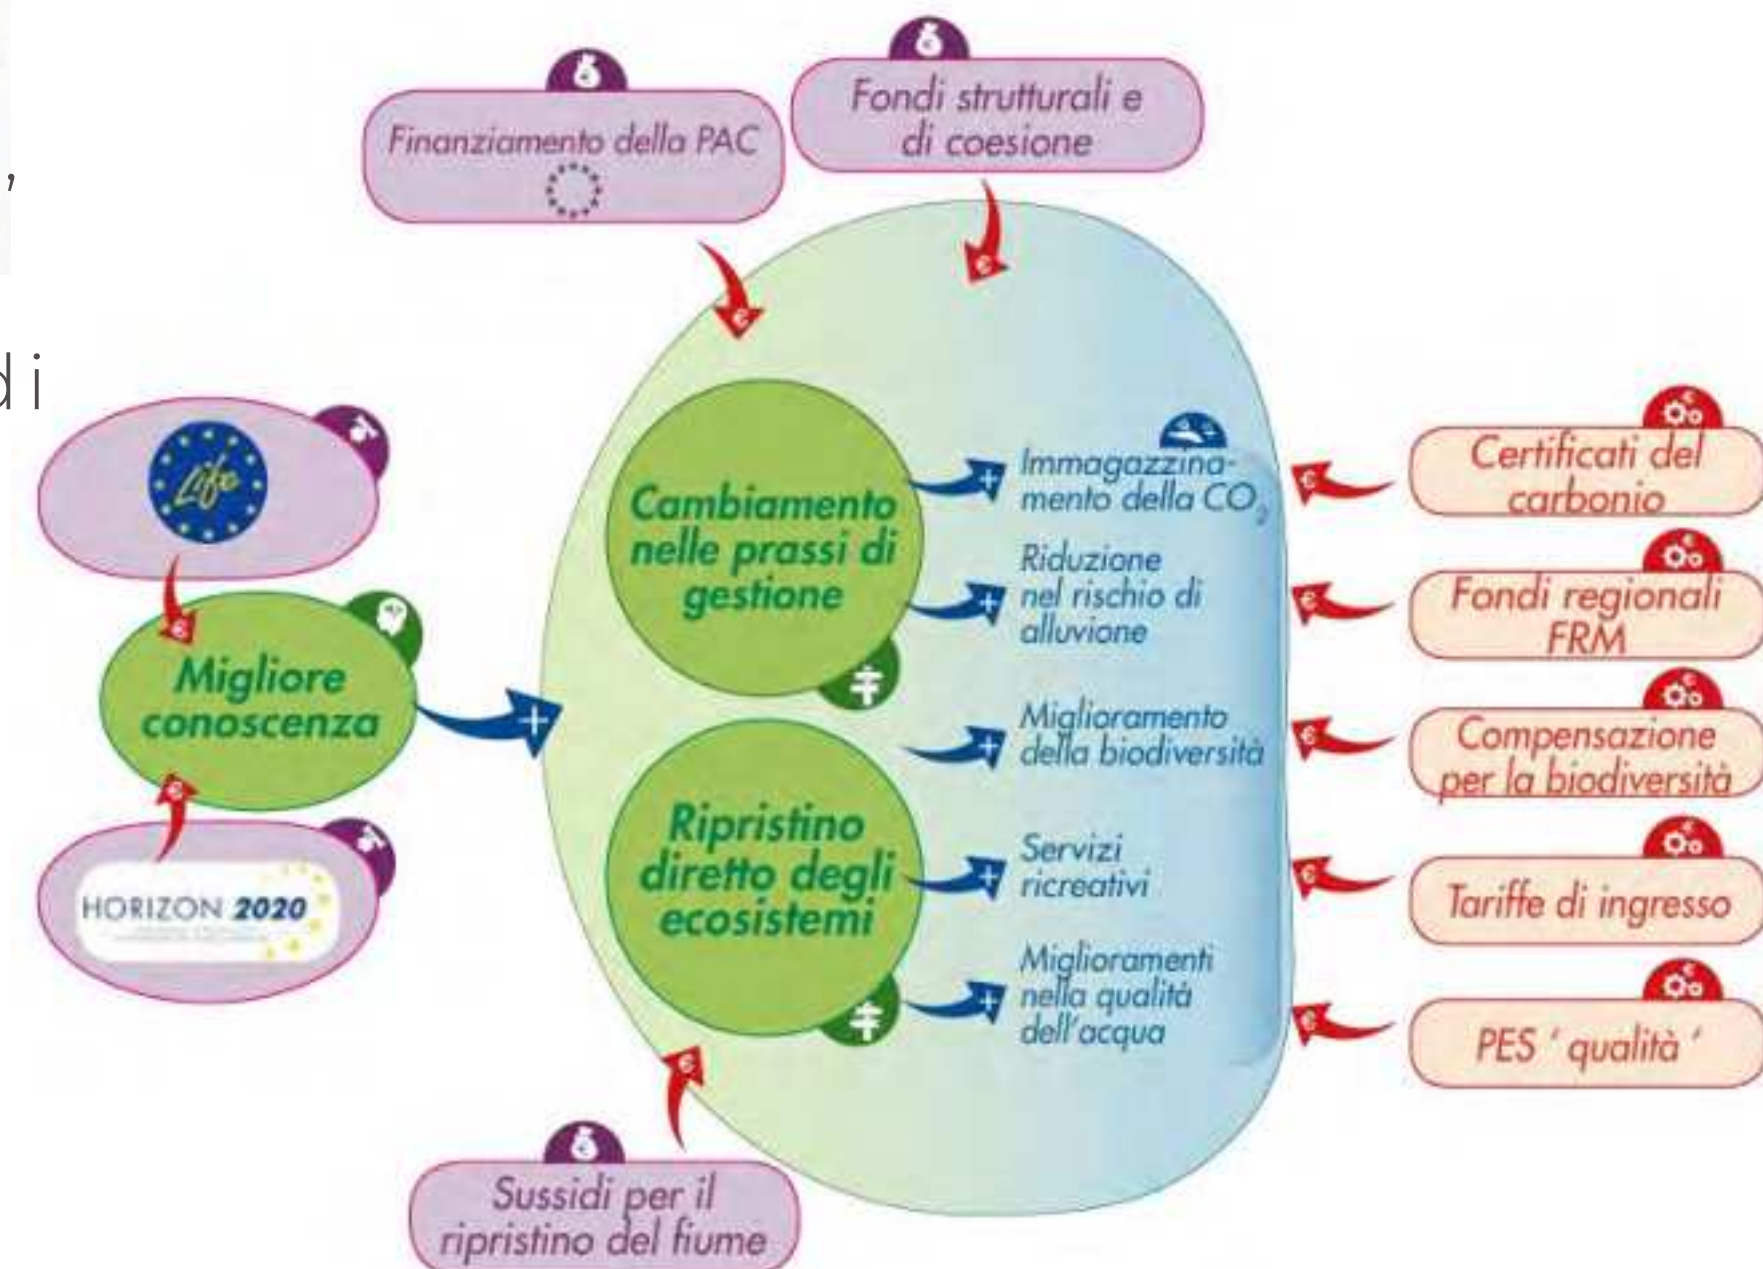 ,
di
Finanziamento della PAC
Fondi strutturali e
di coesione
Life
Migliore
conoscenza
HORIZON 2020
Cambiamento
nelle prassi di
gestione
Ripristino
diretto degli
ecosistemi
Immagazzina-
mento della CO₂
Riduzione
nel rischio di
alluvione
Miglioramento
della biodiversità
Servizi
ricreativi
Miglioramenti
nella qualità
dell'acqua
Certificati del
carbonio
Fondi regionali
FRM
Compensazione
per la biodiversità
Tariffe di ingresso
PES ' qualità '
Sussidi per il
ripristino del fiume